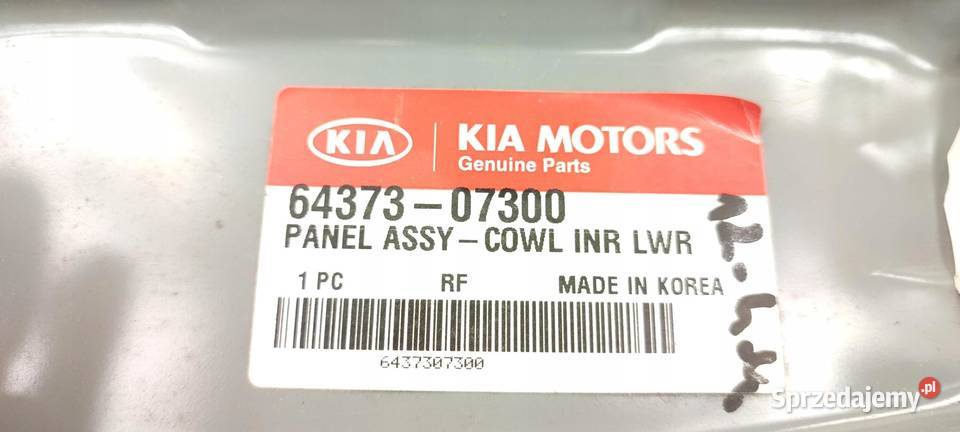 KIA
KIA MOTORS
Genuine Parts
64373-07300
PANEL ASSY-COWL INR LWR
1 PC RF MADE IN KOREA
6437307300
Sprzedajemy.pl